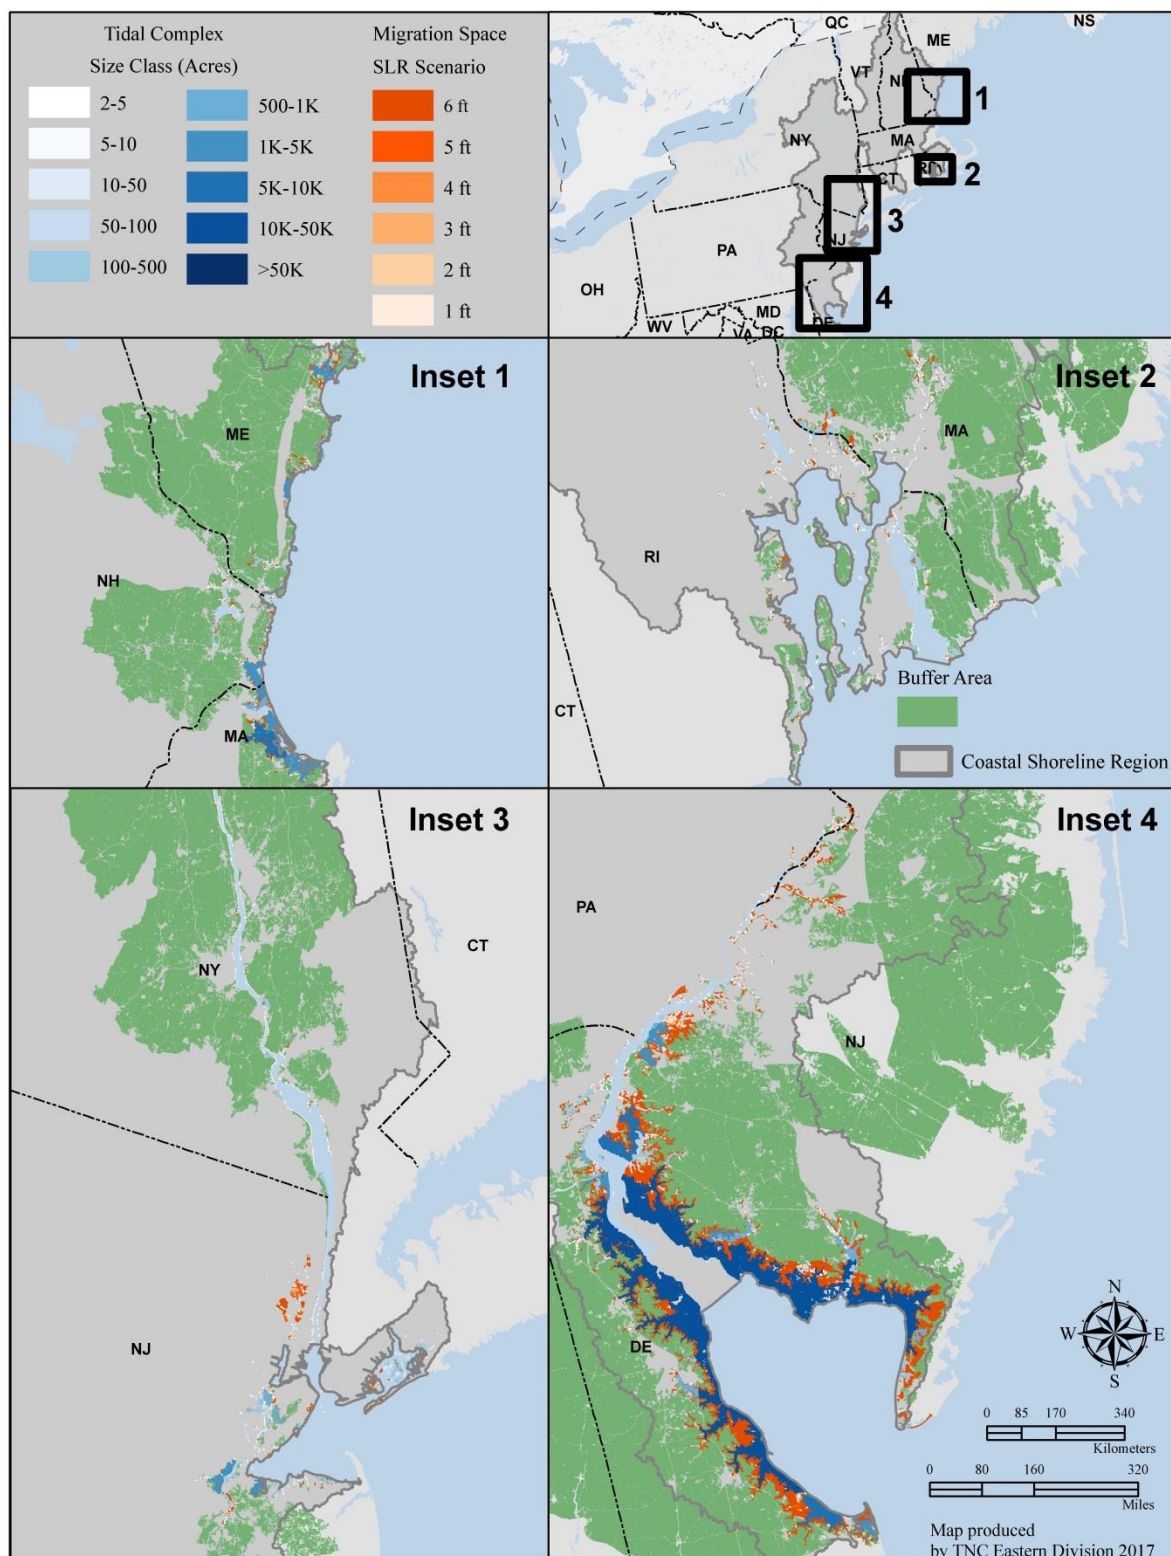 Tidal Complex
Size Class (Acres)
2-5
5-10
10-50
50-100
100-500
500-1K
1K-5K
5K-10K
10K-50K
>50K
Migration Space
SLR Scenario
6 ft
5 ft
4 ft
3 ft
2 ft
1 ft
QC
NS
ME
VT
1
NY
MA
2
CT
RI
3
NJ
PA
4
OH
MD
WV
VA
DC
DE
Inset 1
ME
NH
MA
Inset 2
MA
RI
CT
Buffer Area
Coastal Shoreline Region
Inset 3
CT
NY
NJ
Inset 4
PA
NJ
DE
N
W
E
S
0 85 170 340
Kilometers
0 80 160 320
Miles
Map produced
by TNC Eastern Division 2017